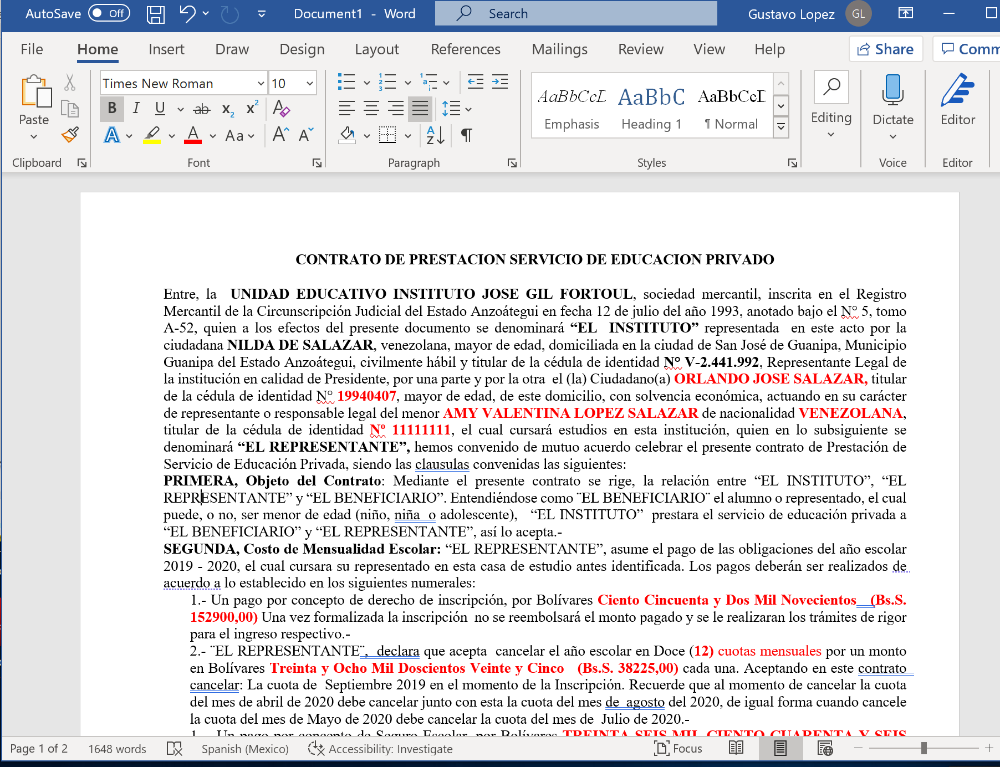 AutoSave Off Document1 - Word Search Gustavo Lopez GL
File Home Insert Draw Design Layout References Mailings Review View Help Share Comm
Paste Times New Roman 10 AaBbCcL AaBbC AaBbCcD Editing Dictate Editor
Emphasis Heading 1 ¶ Normal
Clipboard Font Paragraph Styles Voice Editor
CONTRATO DE PRESTACION SERVICIO DE EDUCACION PRIVADO
Entre, la UNIDAD EDUCATIVO INSTITUTO JOSE GIL FORTOUL, sociedad mercantil, inscrita en el Registro
Mercantil de la Circunscripción Judicial del Estado Anzoátegui en fecha 12 de julio del año 1993, anotado bajo el N° 5, tomo
A-52, quien a los efectos del presente documento se denominará “EL INSTITUTO” representada en este acto por la
ciudadana NILDA DE SALAZAR, venezolana, mayor de edad, domiciliada en la ciudad de San José de Guanipa, Municipio
Guanipa del Estado Anzoátegui, civilmente hábil y titular de la cédula de identidad N° V-2.441.992, Representante Legal de
la institución en calidad de Presidente, por una parte y por la otra el (la) Ciudadano(a) ORLANDO JOSE SALAZAR, titular
de la cédula de identidad N° 19940407, mayor de edad, de este domicilio, con solvencia económica, actuando en su carácter
de representante o responsable legal del menor AMY VALENTINA LOPEZ SALAZAR de nacionalidad VENEZOLANA,
titular de la cédula de identidad Nº 11111111, el cual cursará estudios en esta institución, quien en lo subsiguiente se
denominará “EL REPRESENTANTE”, hemos convenido de mutuo acuerdo celebrar el presente contrato de Prestación de
Servicio de Educación Privada, siendo las clausulas convenidas las siguientes:
PRIMERA, Objeto del Contrato: Mediante el presente contrato se rige, la relación entre “EL INSTITUTO”, “EL
REPRESENTANTE” y “EL BENEFICIARIO”. Entendiéndose como ¨EL BENEFICIARIO¨ el alumno o representado, el cual
puede, o no, ser menor de edad (niño, niña o adolescente), “EL INSTITUTO” prestara el servicio de educación privada a
“EL BENEFICIARIO” y “EL REPRESENTANTE”, así lo acepta.-
SEGUNDA, Costo de Mensualidad Escolar: “EL REPRESENTANTE”, asume el pago de las obligaciones del año escolar
2019 - 2020, el cual cursara su representado en esta casa de estudio antes identificada. Los pagos deberán ser realizados de
acuerdo a lo establecido en los siguientes numerales:
1.- Un pago por concepto de derecho de inscripción, por Bolívares Ciento Cincuenta y Dos Mil Novecientos (Bs.S.
152900,00) Una vez formalizada la inscripción no se reembolsará el monto pagado y se le realizaran los trámites de rigor
para el ingreso respectivo.-
2.- ¨EL REPRESENTANTE¨, declara que acepta cancelar el año escolar en Doce (12) cuotas mensuales por un monto
en Bolívares Treinta y Ocho Mil Doscientos Veinte y Cinco (Bs.S. 38225,00) cada una. Aceptando en este contrato
cancelar: La cuota de Septiembre 2019 en el momento de la Inscripción. Recuerde que al momento de cancelar la cuota
del mes de abril de 2020 debe cancelar junto con esta la cuota del mes de agosto del 2020, de igual forma cuando cancele
la cuota del mes de Mayo de 2020 debe cancelar la cuota del mes de Julio de 2020.-
1.- Un pago por concepto de Seguro Escolar, por Bolívares TREINTA SEIS MIL CIENTO CUARENTA Y SEIS
Page 1 of 2 1648 words Spanish (Mexico) Accessibility: Investigate Focus